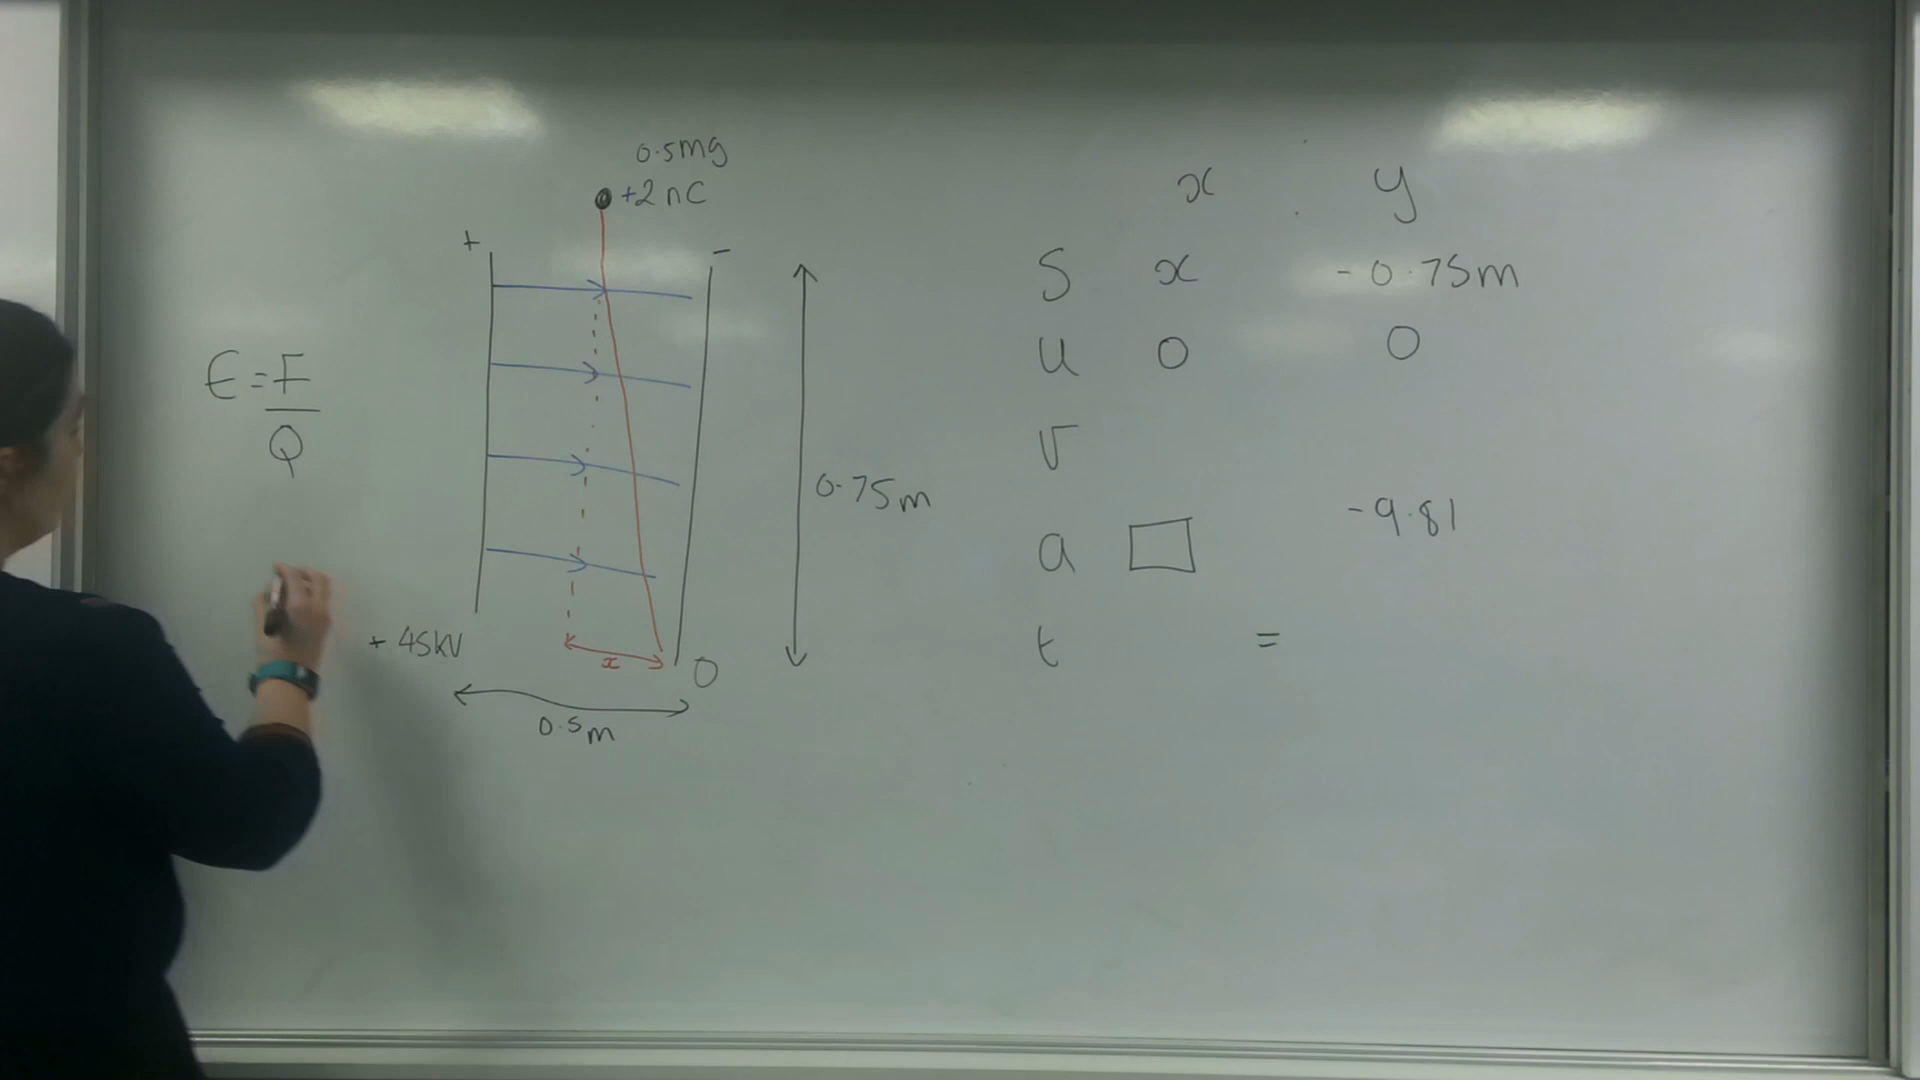 0.5mg
+2nC
+ -
E = F
Q
0.75m
+45kV
x
0
0.5m
x y
S x -0.75m
u 0 0
v
a -9.81
t =